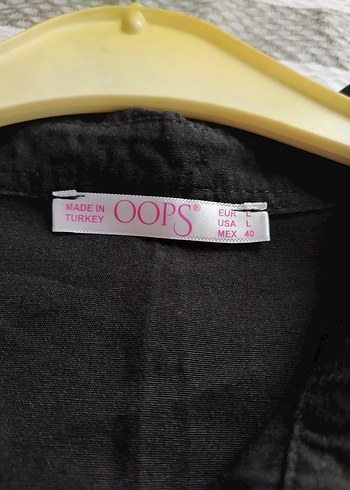 MADE IN
TURKEY
OOPS©
EUR L
USA L
MEX 40